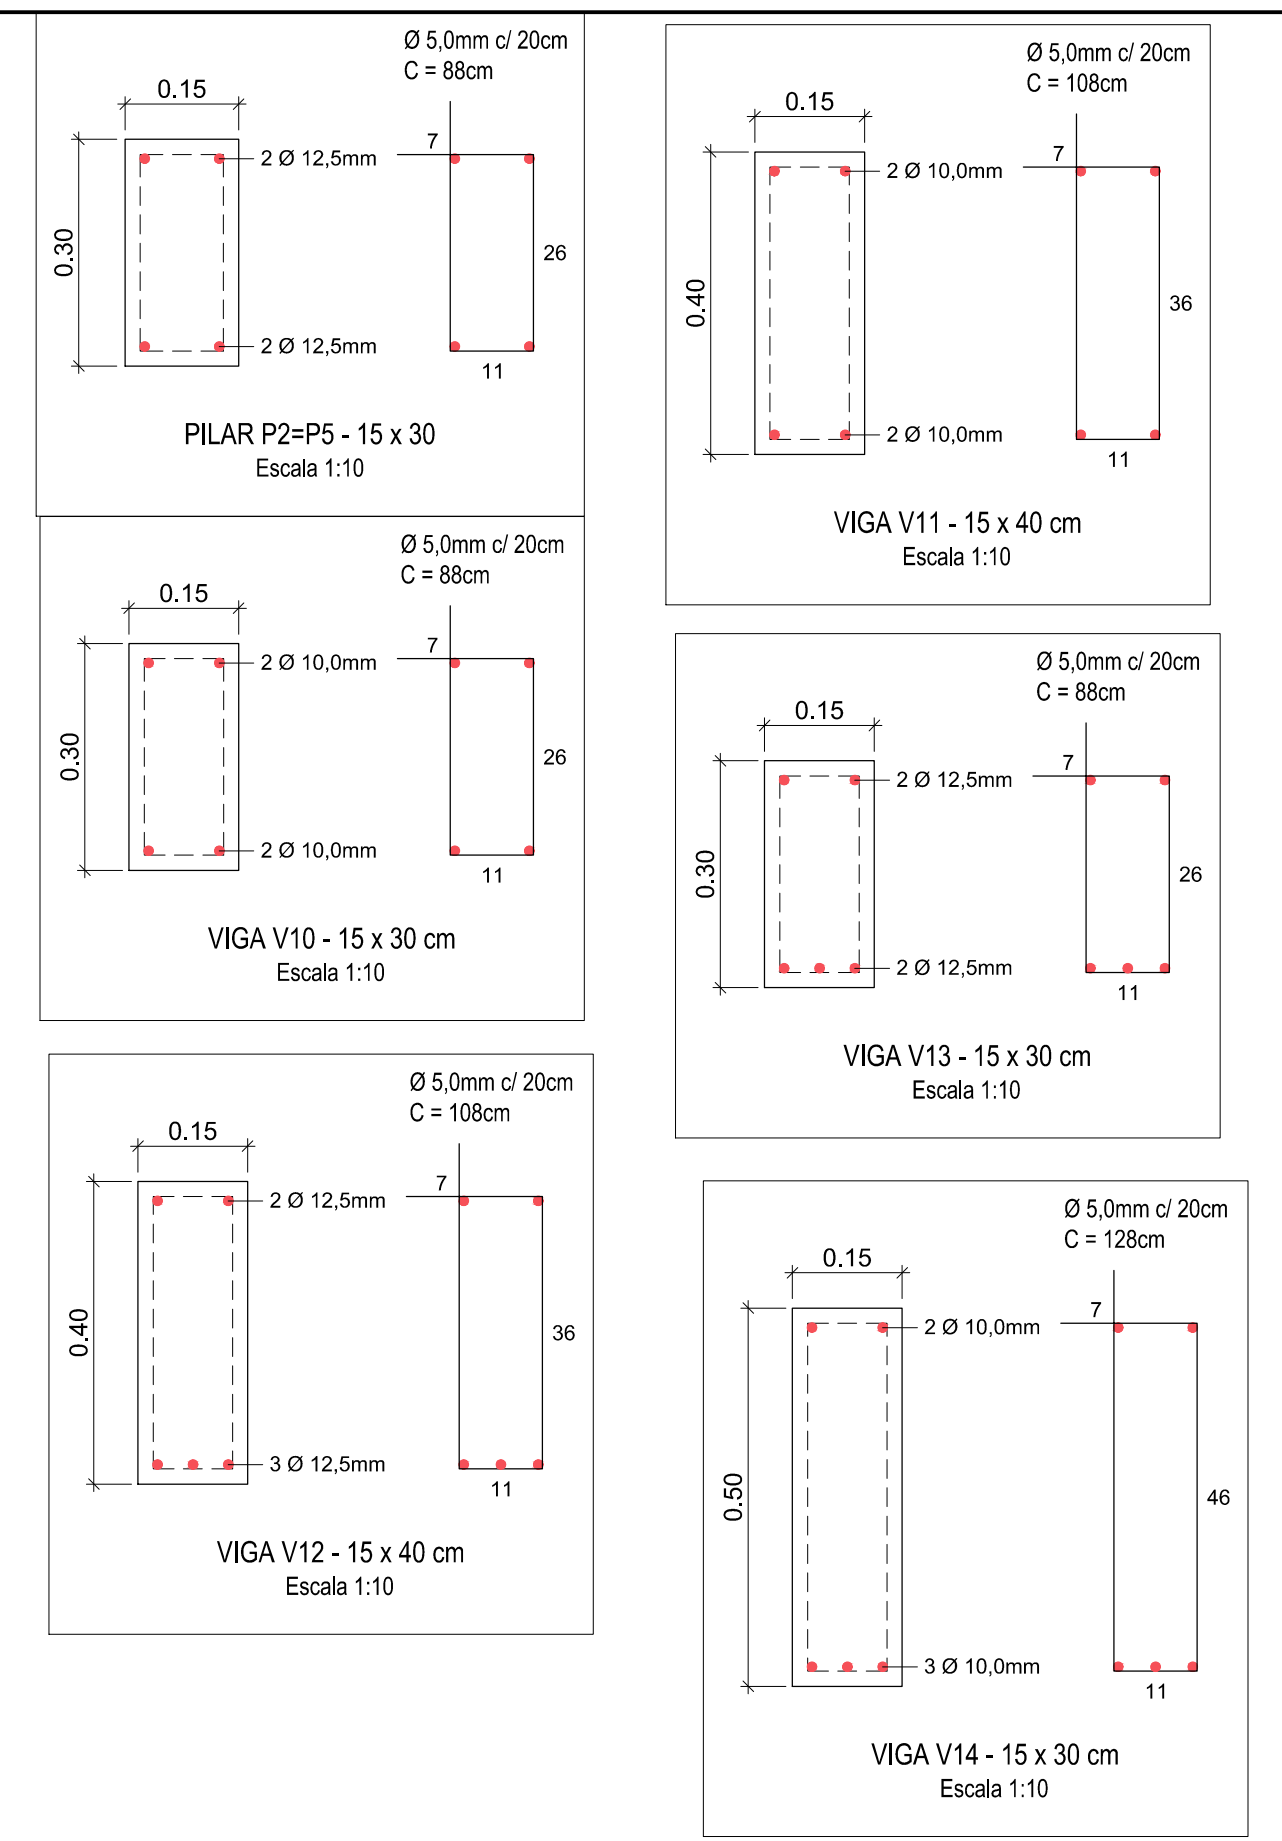 Ø 5,0mm c/ 20cm
C = 88cm
0.15
7
2 Ø 12,5mm
0.30
26
2 Ø 12,5mm
11
PILAR P2=P5 - 15 x 30
Escala 1:10
Ø 5,0mm c/ 20cm
C = 108cm
0.15
7
2 Ø 10,0mm
0.40
36
2 Ø 10,0mm
11
VIGA V11 - 15 x 40 cm
Escala 1:10
Ø 5,0mm c/ 20cm
C = 88cm
0.15
7
2 Ø 10,0mm
0.30
26
2 Ø 10,0mm
11
VIGA V10 - 15 x 30 cm
Escala 1:10
Ø 5,0mm c/ 20cm
C = 88cm
0.15
7
2 Ø 12,5mm
0.30
26
2 Ø 12,5mm
11
VIGA V13 - 15 x 30 cm
Escala 1:10
Ø 5,0mm c/ 20cm
C = 108cm
0.15
7
2 Ø 12,5mm
0.40
36
3 Ø 12,5mm
11
VIGA V12 - 15 x 40 cm
Escala 1:10
Ø 5,0mm c/ 20cm
C = 128cm
0.15
7
2 Ø 10,0mm
0.50
46
3 Ø 10,0mm
11
VIGA V14 - 15 x 30 cm
Escala 1:10